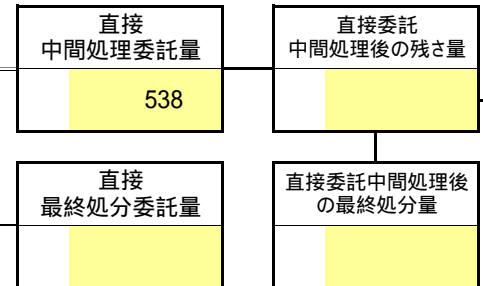 直接
中間処理委託量
538
直接委託
中間処理後の残さ量
直接
最終処分委託量
直接委託中間処理後
の最終処分量